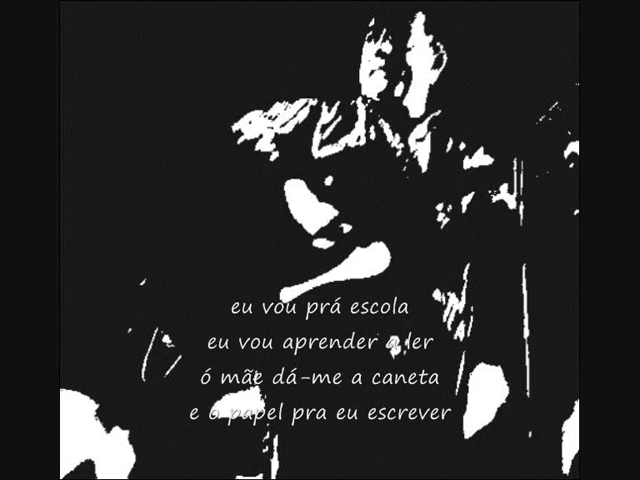 eu vou prá escola
eu vou aprender a ler
ó mãe dá-me a caneta
e o papel pra eu escrever